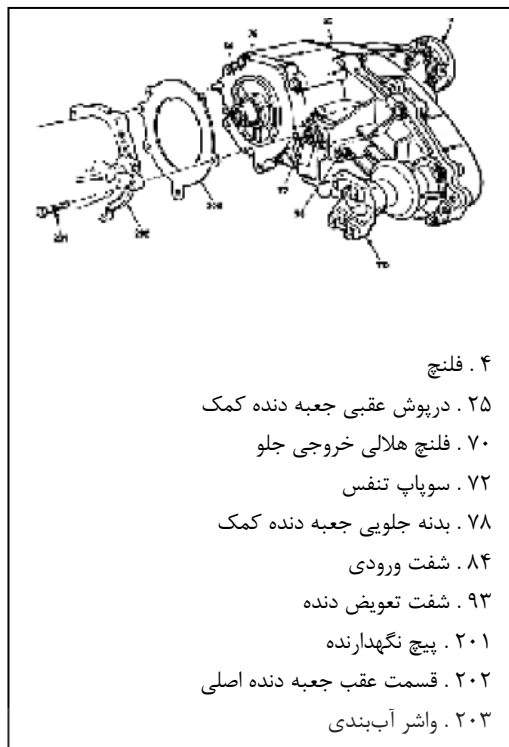 ۴ . فلنچ
۲۵ . درپوش عقبی جعبه دنده کمک
۷۰ . فلنچ هلالی خروجی جلو
۷۲ . سوپاپ تنفس
۷۸ . بدنه جلویی جعبه دنده کمک
۸۴ . شفت ورودی
۹۳ . شفت تعویض دنده
۲۰۱ . پیچ نگهدارنده
۲۰۲ . قسمت عقب جعبه دنده اصلی
۲۰۳ . واشر آب‌بندی